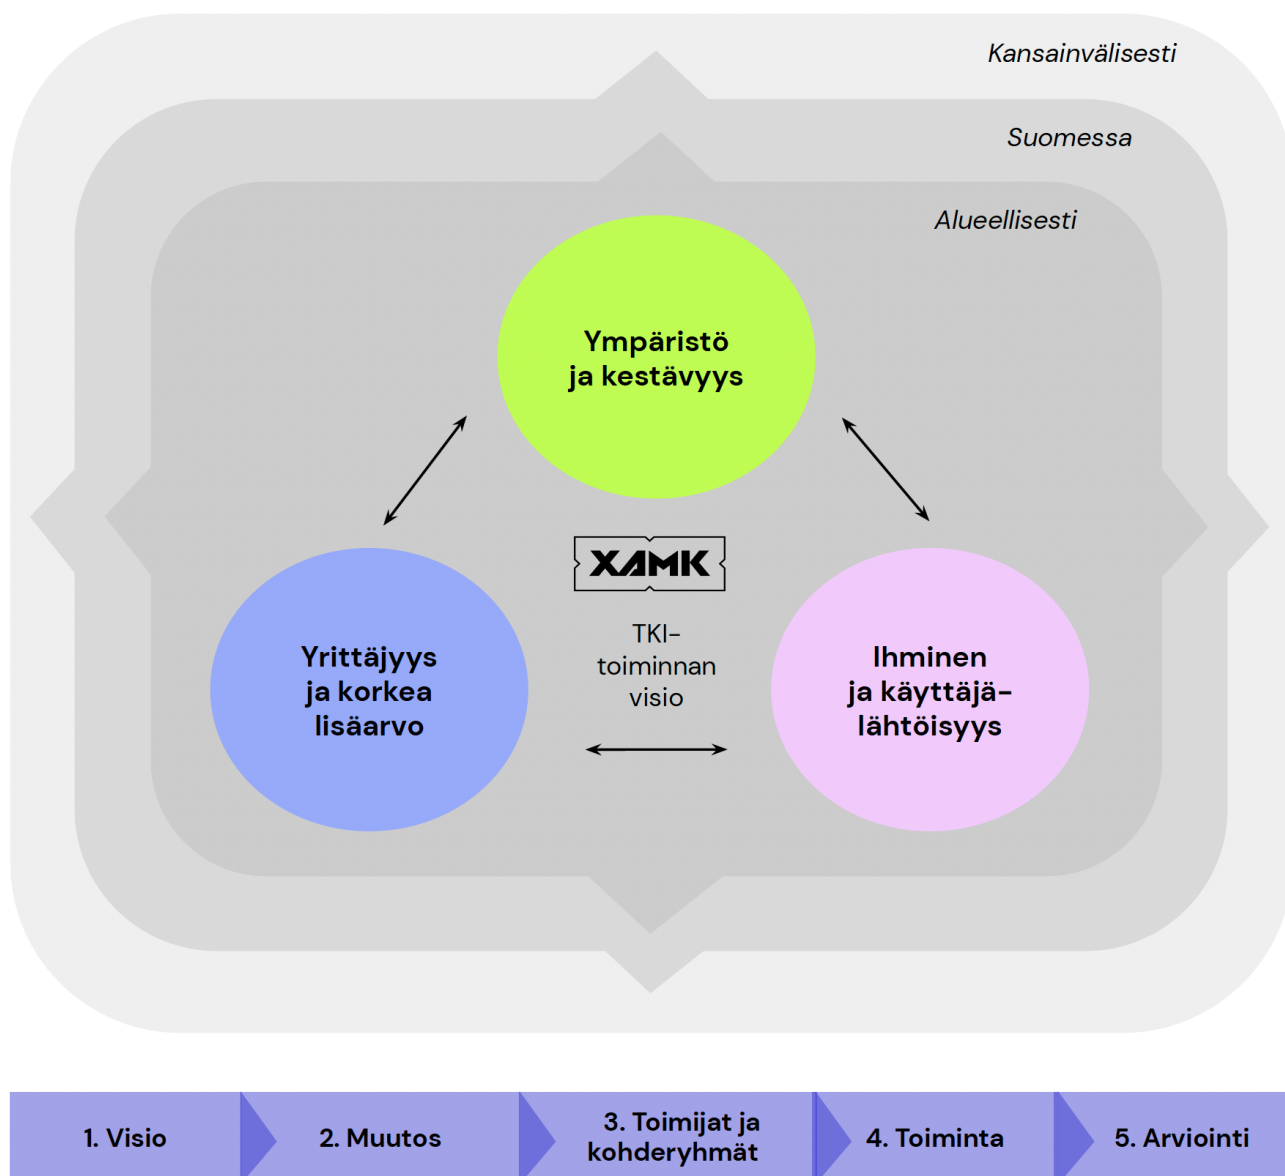 Kansainvälisesti
Suomessa
Alueellisesti
Ympäristö
ja kestävyys
XAMK
TKI-
toiminnan
visio
Yrittäjyys
ja korkea
lisäarvo
Ihminen
ja käyttäjä-
lähtöisyys
1. Visio
2. Muutos
3. Toimijat ja
kohderyhmät
4. Toiminta
5. Arviointi